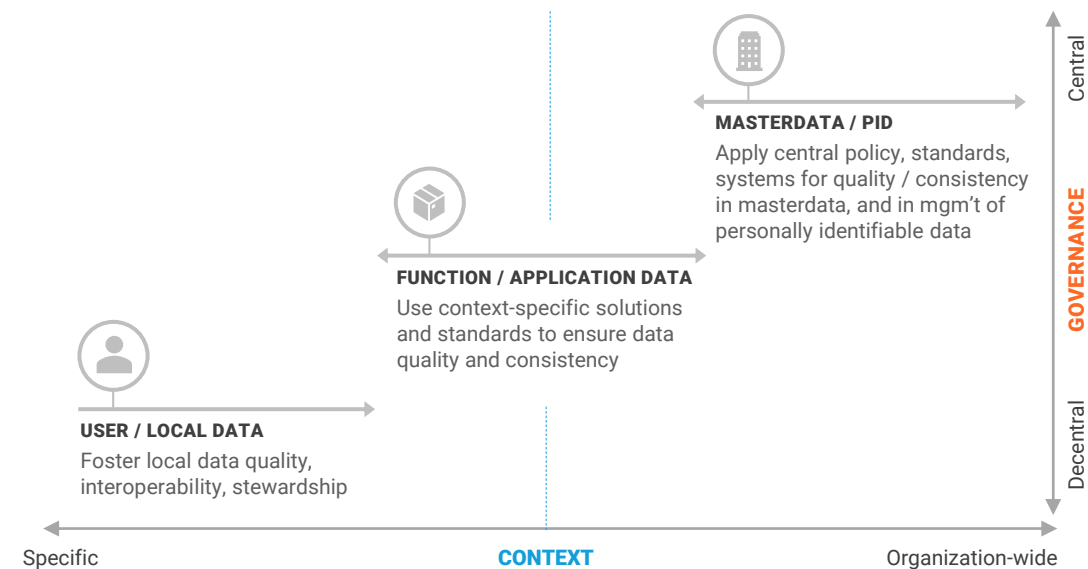 Central
MASTERDATA / PID
Apply central policy, standards,
systems for quality / consistency
in masterdata, and in mgm’t of
personally identifiable data
GOVERNANCE
FUNCTION / APPLICATION DATA
Use context-specific solutions
and standards to ensure data
quality and consistency
USER / LOCAL DATA
Foster local data quality,
interoperability, stewardship
Decentral
Specific
CONTEXT
Organization-wide